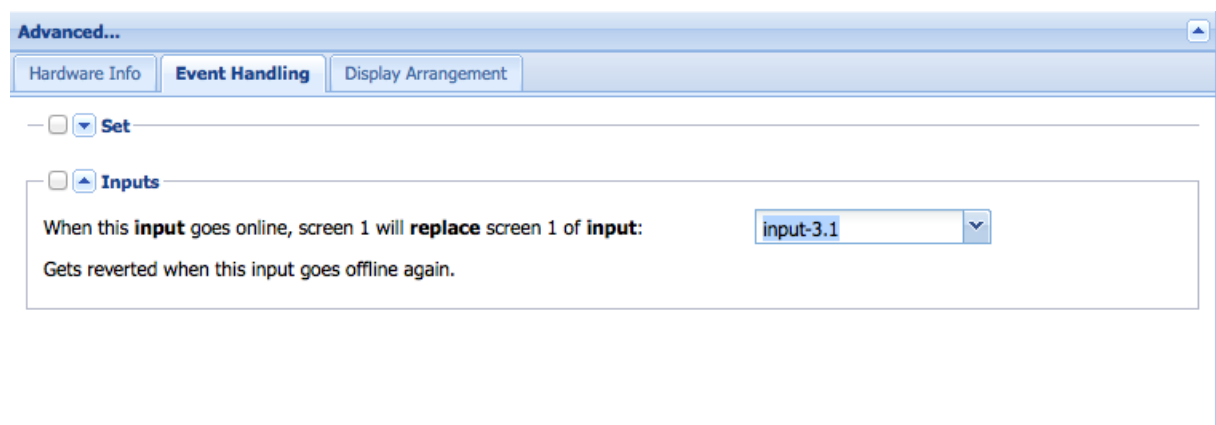 Advanced...
Hardware Info Event Handling Display Arrangement
Set
Inputs
When this input goes online, screen 1 will replace screen 1 of input: input-3.1
Gets reverted when this input goes offline again.